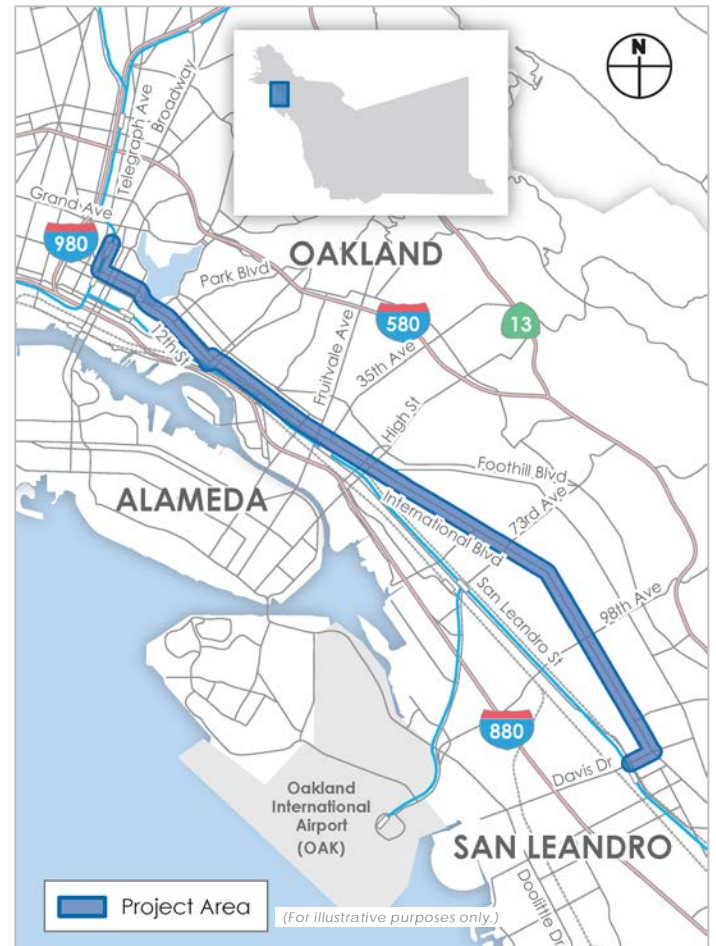 N
Telegraph Ave
Broadway
Grand Ave
980
OAKLAND
Park Blvd
580
13
12th St
Fruitvale Ave
35th Ave
High St
Foothill Blvd
73rd Ave
ALAMEDA
International Blvd
San Leandro St
98th Ave
880
Davis Dr
Oakland
International
Airport
(OAK)
SAN LEANDRO
Doolittle Dr
Project Area
(For illustrative purposes only.)